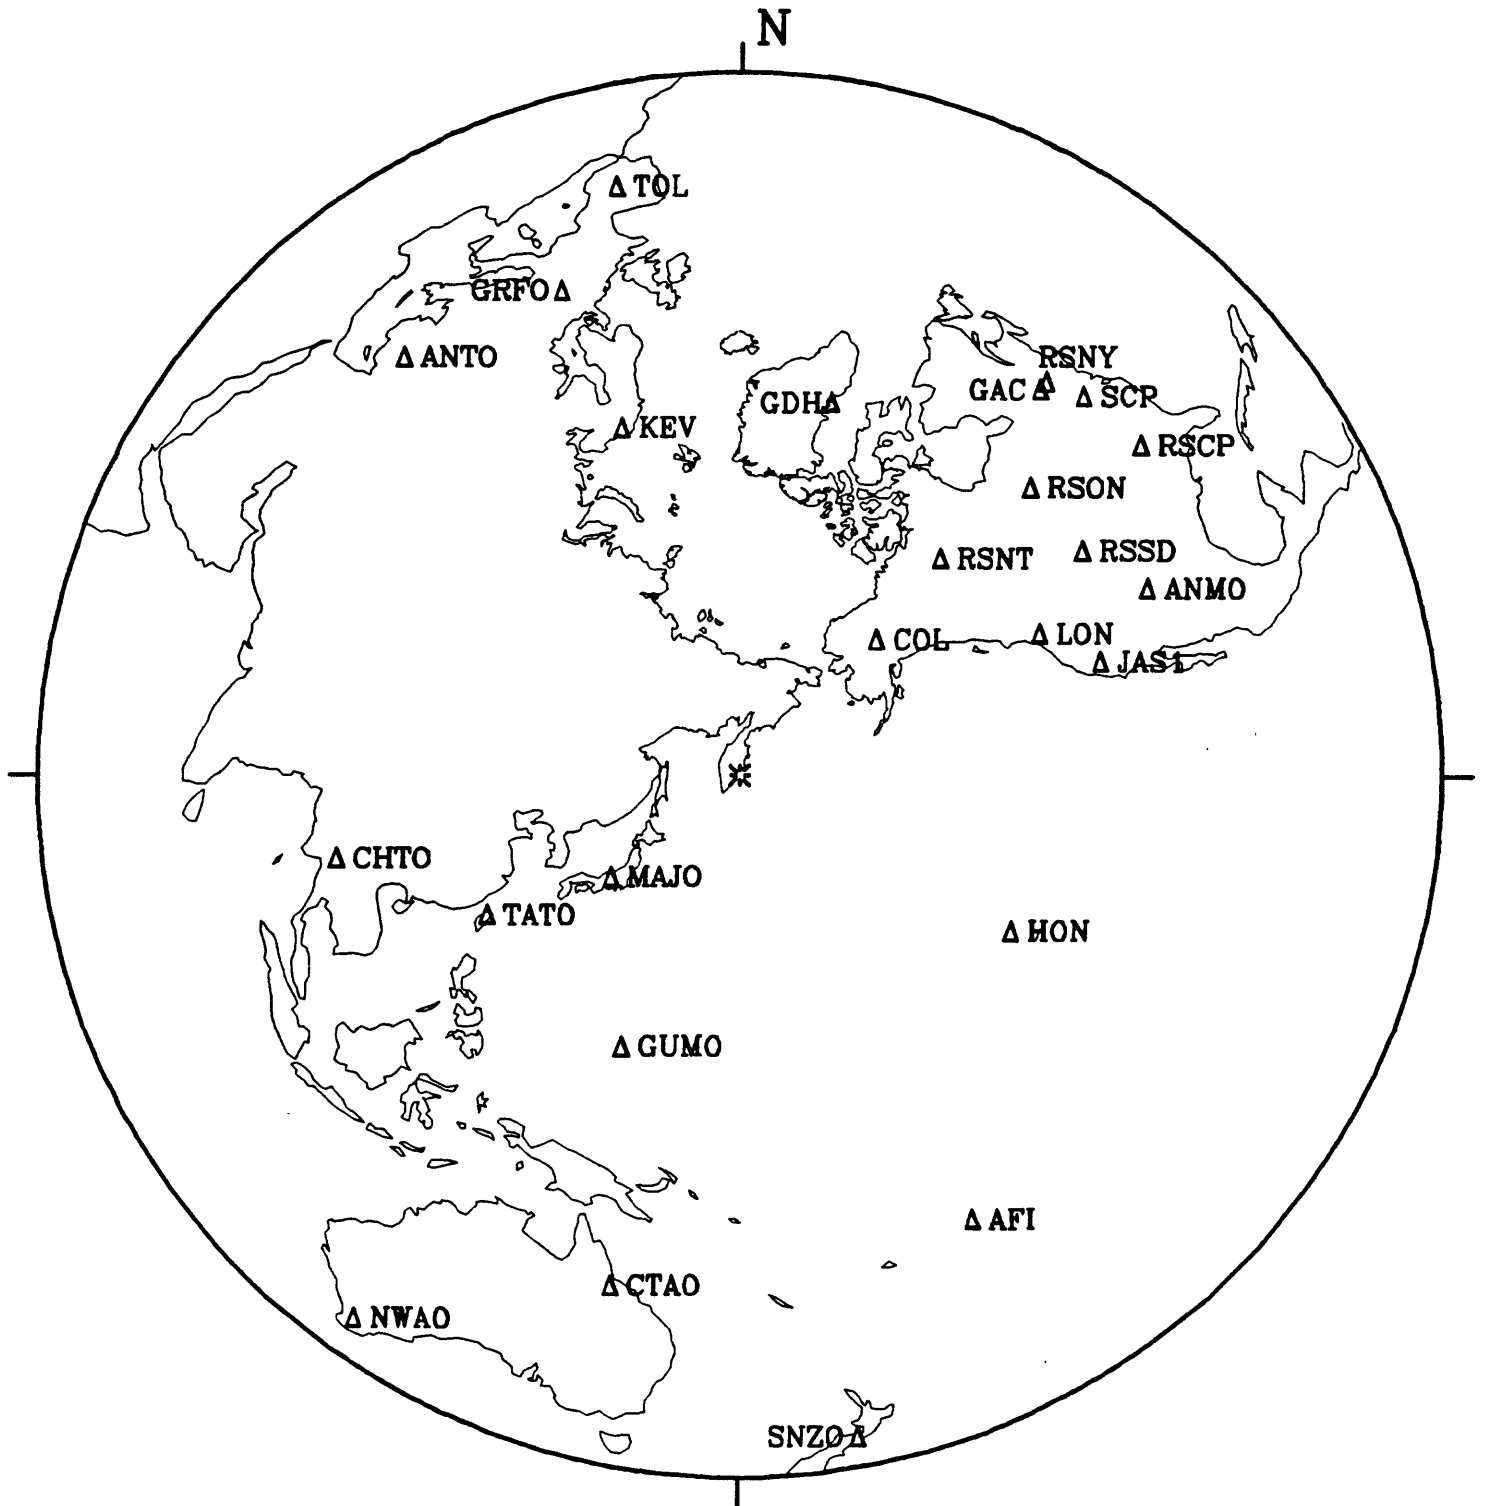 N
TOL
GRFO
ANTO
RSNY
GAC
SCP
GDH
KEV
RSCP
RSON
RSNT
RSSD
ANMO
COL
LON
JAS1
CHTO
MAJO
TATO
HON
GUMO
AFI
CTAO
NWAO
SNZO